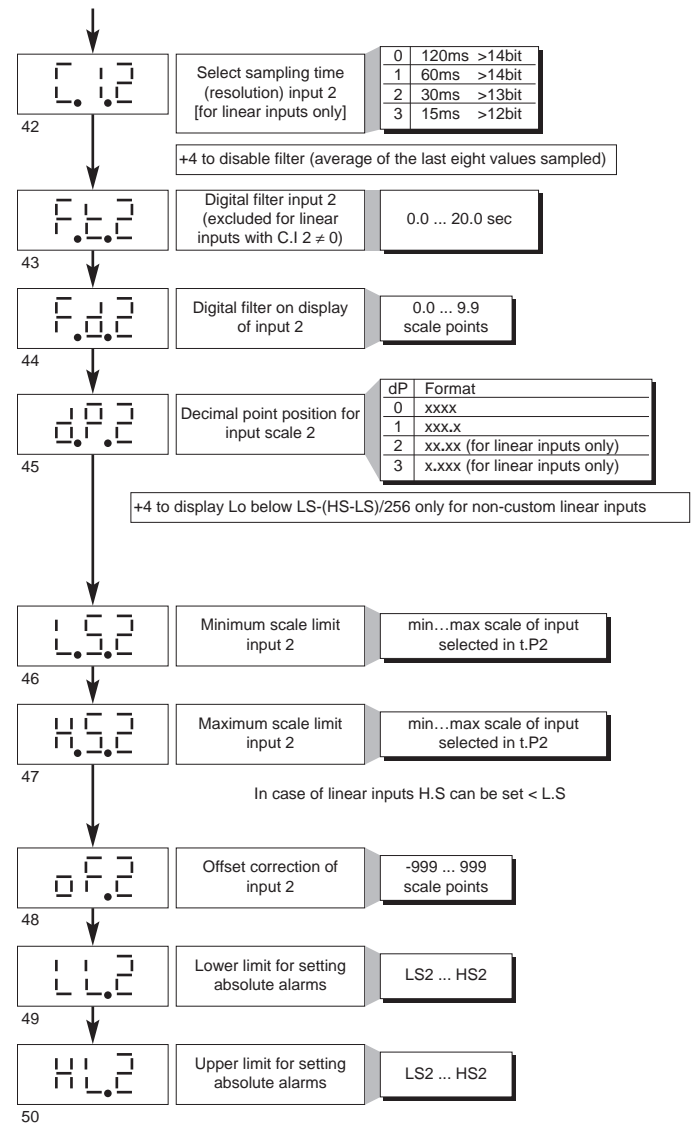 C.i.2
Select sampling time
(resolution) input 2
[for linear inputs only]
0 120ms >14bit
1 60ms >14bit
2 30ms >13bit
3 15ms >12bit
42
+4 to disable filter (average of the last eight values sampled)
F.t.2
Digital filter input 2
(excluded for linear
inputs with C.I 2 ≠ 0)
0.0 ... 20.0 sec
43
F.d.2
Digital filter on display
of input 2
0.0 ... 9.9
scale points
44
d.P.2
Decimal point position for
input scale 2
dP Format
0 xxxx
1 xxx.x
2 xx.xx (for linear inputs only)
3 x.xxx (for linear inputs only)
45
+4 to display Lo below LS-(HS-LS)/256 only for non-custom linear inputs
L.S.2
Minimum scale limit
input 2
min…max scale of input
selected in t.P2
46
H.S.2
Maximum scale limit
input 2
min…max scale of input
selected in t.P2
47
In case of linear inputs H.S can be set < L.S
oF.2
Offset correction of
input 2
-999 ... 999
scale points
48
LL.2
Lower limit for setting
absolute alarms
LS2 ... HS2
49
HL.2
Upper limit for setting
absolute alarms
LS2 ... HS2
50